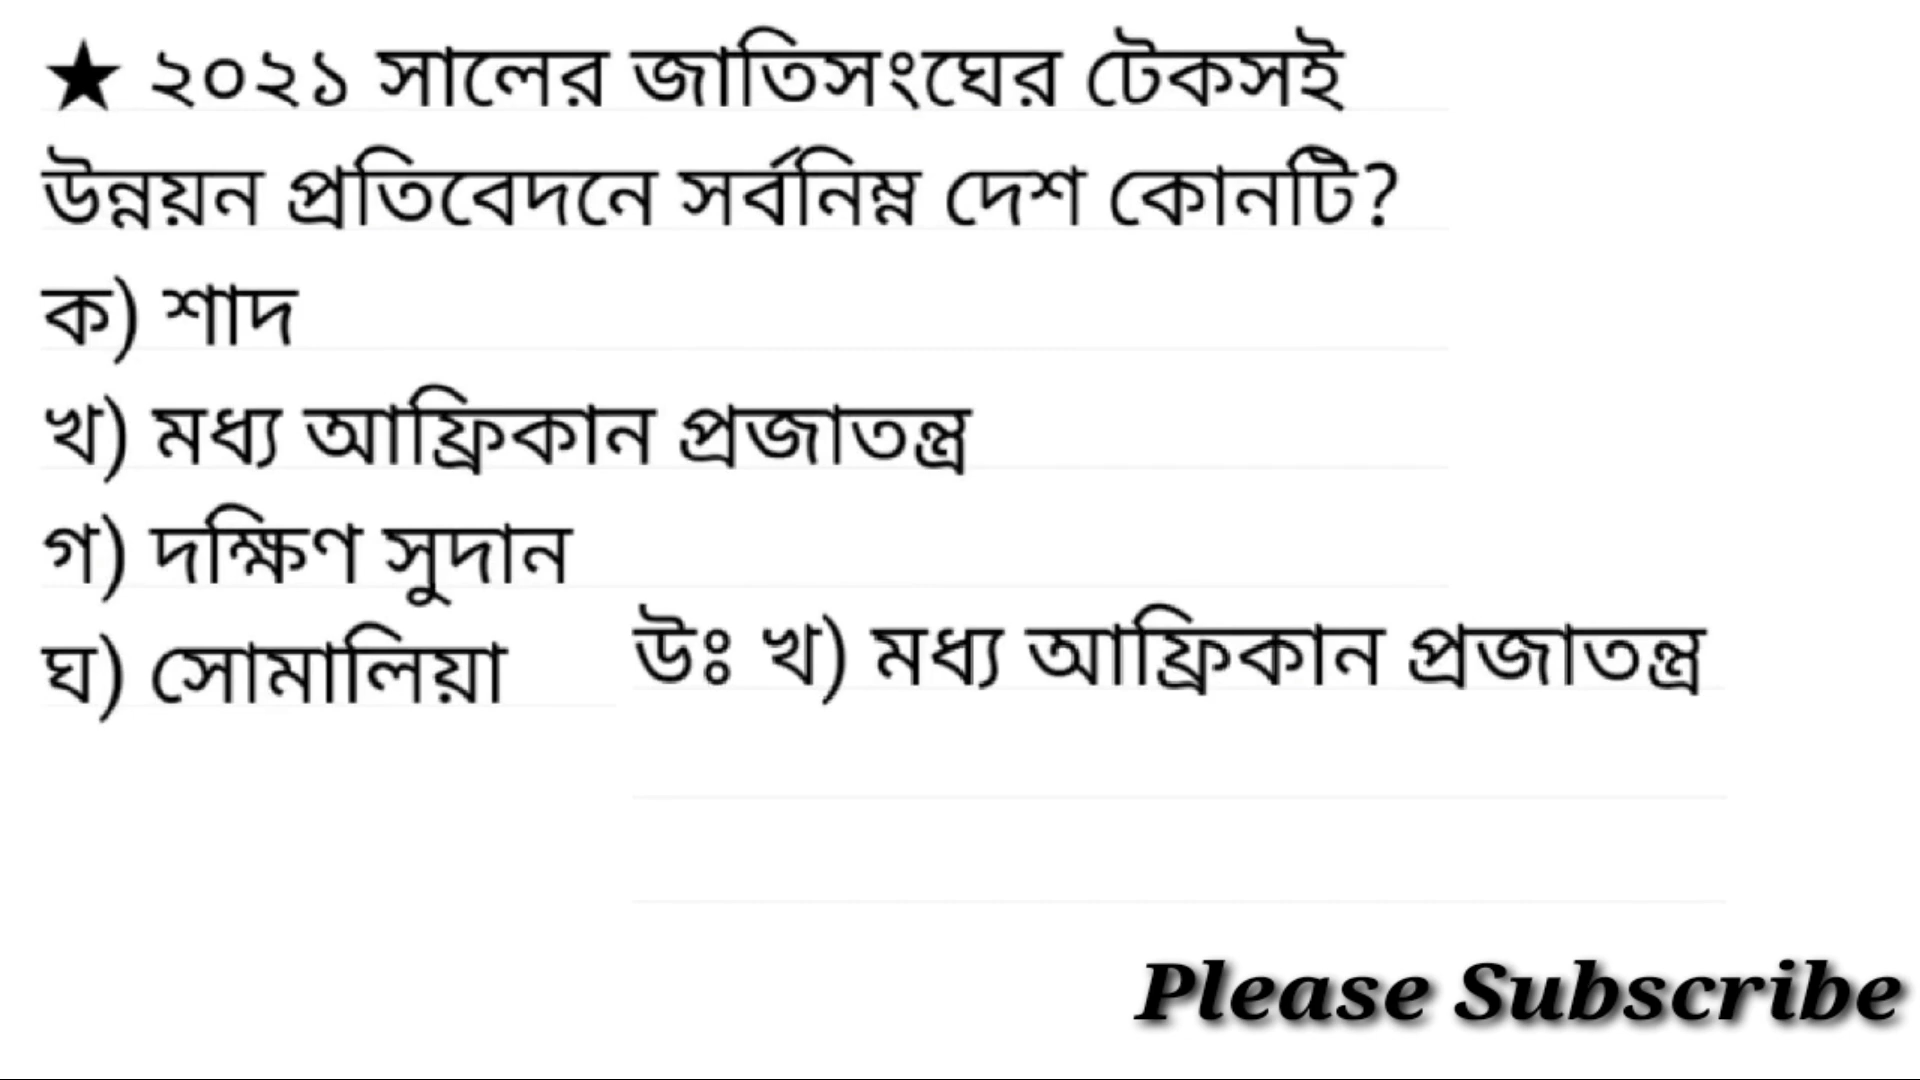 ★ ২০২১ সালের জাতিসংঘের টেকসই
উন্নয়ন প্রতিবেদনে সর্বনিম্ন দেশ কোনটি?
ক) শাদ
খ) মধ্য আফ্রিকান প্রজাতন্ত্র
গ) দক্ষিণ সুদান
ঘ) সোমালিয়া
উঃ খ) মধ্য আফ্রিকান প্রজাতন্ত্র
Please Subscribe